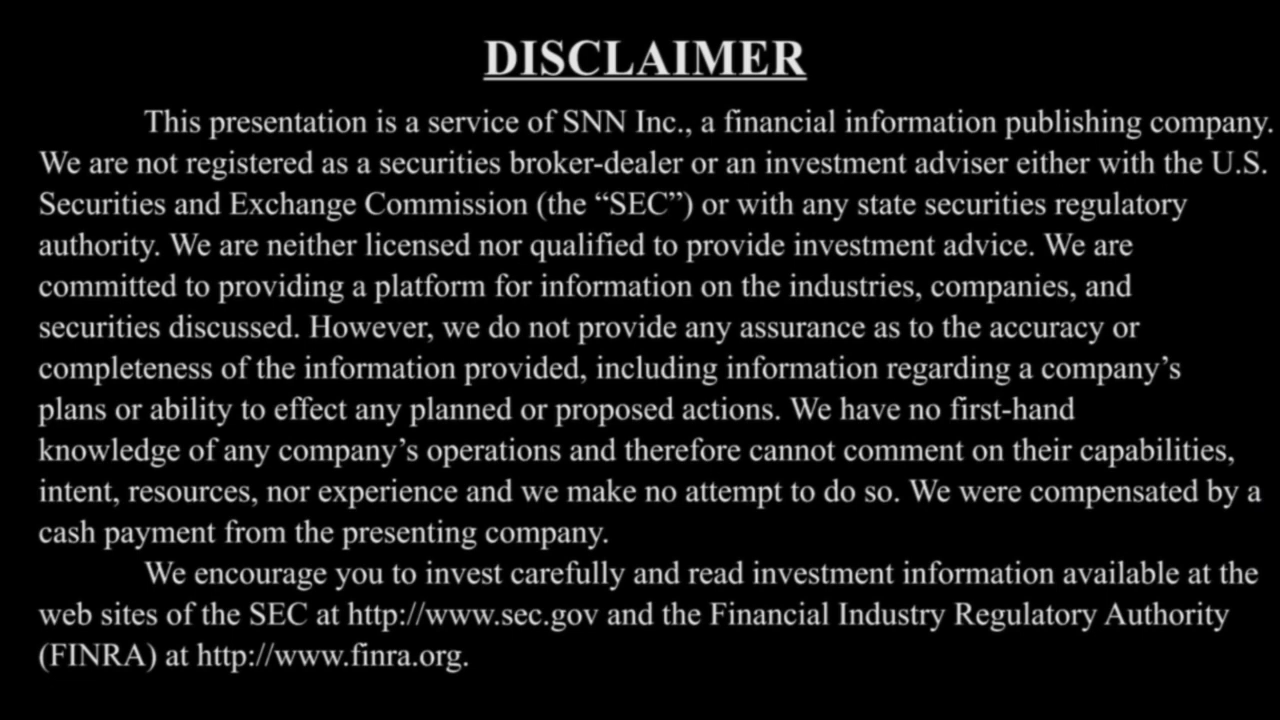 DISCLAIMER
This presentation is a service of SNN Inc., a financial information publishing company.
We are not registered as a securities broker-dealer or an investment adviser either with the U.S.
Securities and Exchange Commission (the “SEC”) or with any state securities regulatory
authority. We are neither licensed nor qualified to provide investment advice. We are
committed to providing a platform for information on the industries, companies, and
securities discussed. However, we do not provide any assurance as to the accuracy or
completeness of the information provided, including information regarding a company’s
plans or ability to effect any planned or proposed actions. We have no first-hand
knowledge of any company’s operations and therefore cannot comment on their capabilities,
intent, resources, nor experience and we make no attempt to do so. We were compensated by a
cash payment from the presenting company.
We encourage you to invest carefully and read investment information available at the
web sites of the SEC at http://www.sec.gov and the Financial Industry Regulatory Authority
(FINRA) at http://www.finra.org.